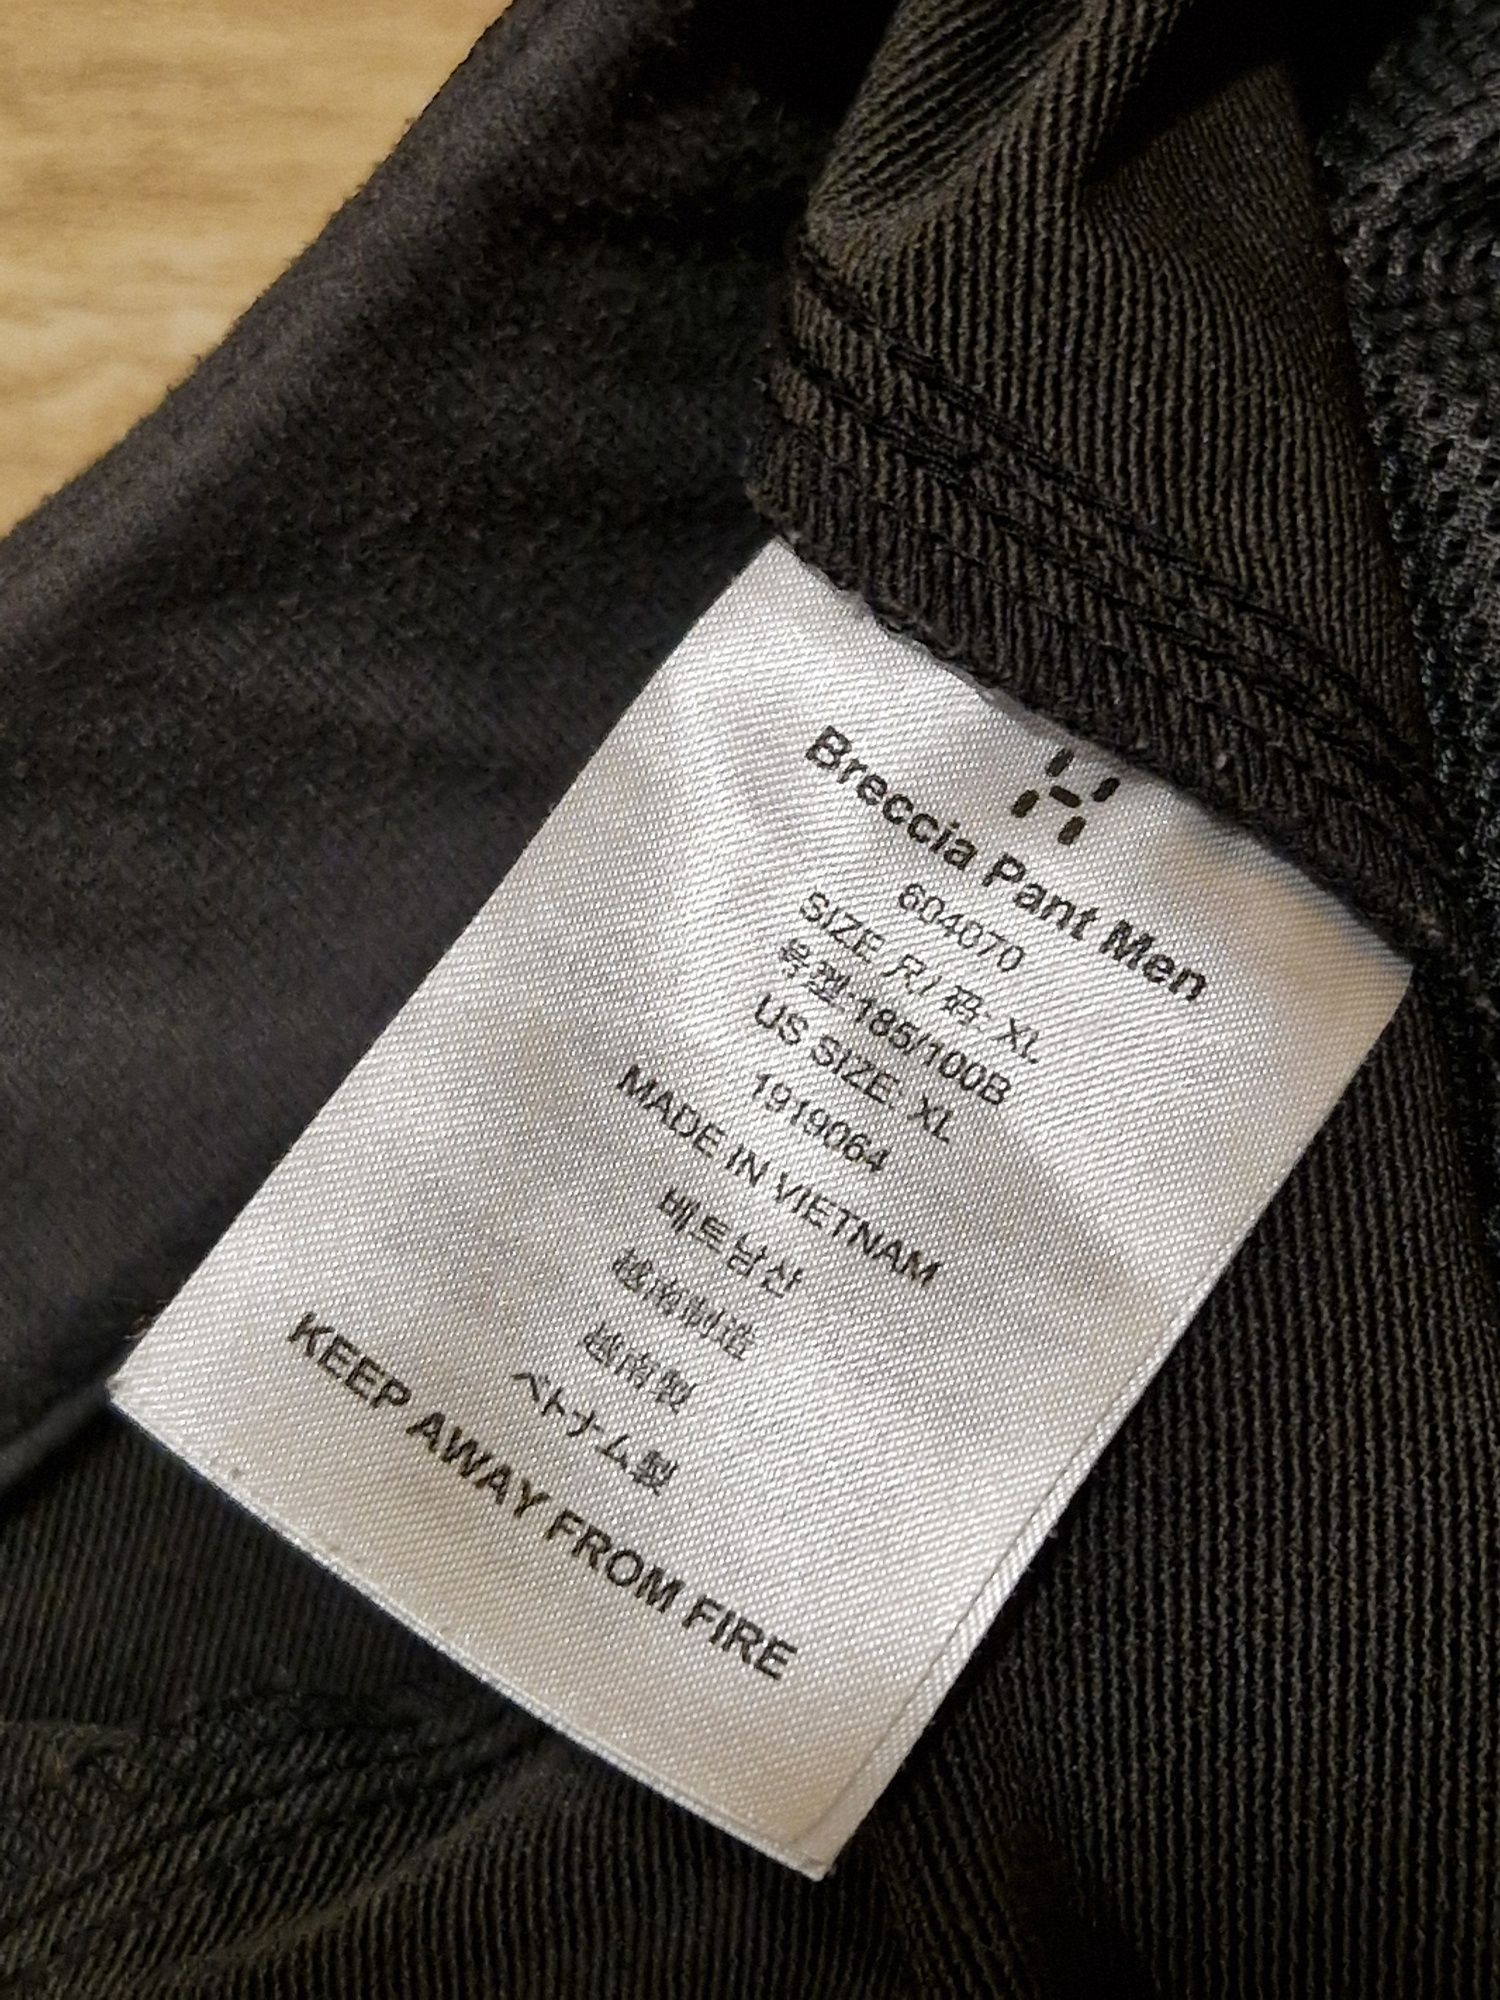 Breccia Pant Men
604070
SIZE 尺/ 码: XL
号型:185/100B
US SIZE: XL
1919064
MADE IN VIETNAM
베트남산
越南制造
越南製
ベトナム製
KEEP AWAY FROM FIRE